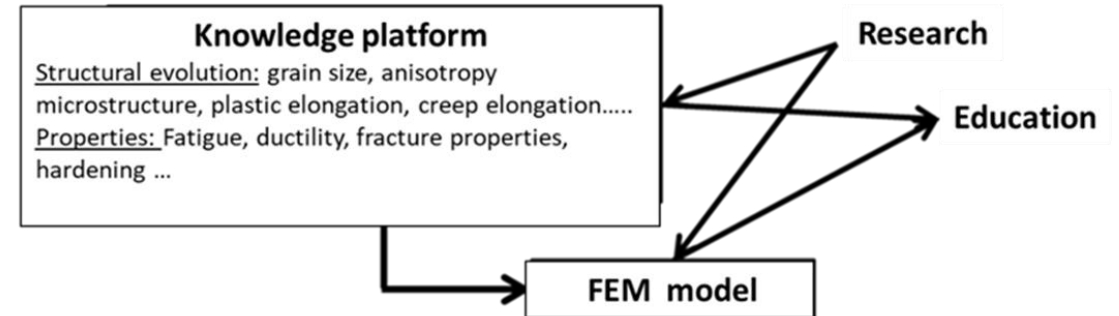 Knowledge platform
Structural evolution: grain size, anisotropy
microstructure, plastic elongation, creep elongation.....
Properties: Fatigue, ductility, fracture properties,
hardening ...
Research
Education
FEM model